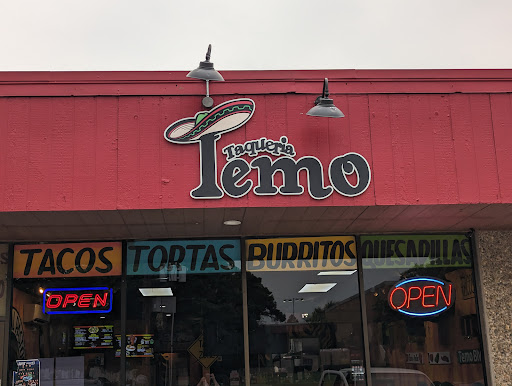 Taqueria
Temo
TACOS TORTAS BURRITOS QUESADILLAS
OPEN OPEN